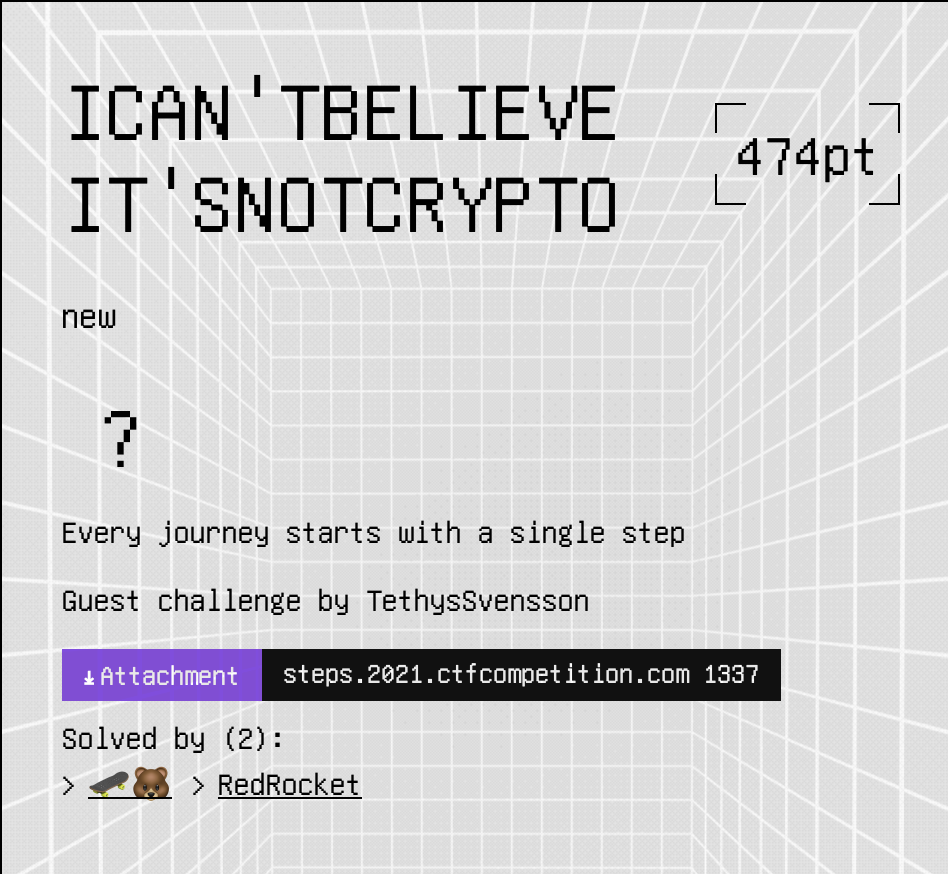 ICAN'TBELIEVE
IT'SNOTCRYPTO
474pt
new
?
Every journey starts with a single step
Guest challenge by TethysSvensson
Attachment steps.2021.ctfcompetition.com 1337
Solved by (2):
> 🛹🐻 > RedRocket